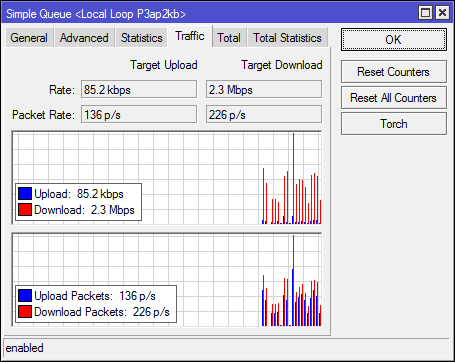 Simple Queue <Local Loop P3ap2kb>
General Advanced Statistics Traffic Total Total Statistics
Target Upload Target Download
Rate: 85.2 kbps 2.3 Mbps
Packet Rate: 136 p/s 226 p/s
Upload: 85.2 kbps
Download: 2.3 Mbps
Upload Packets: 136 p/s
Download Packets: 226 p/s
OK
Reset Counters
Reset All Counters
Torch
enabled